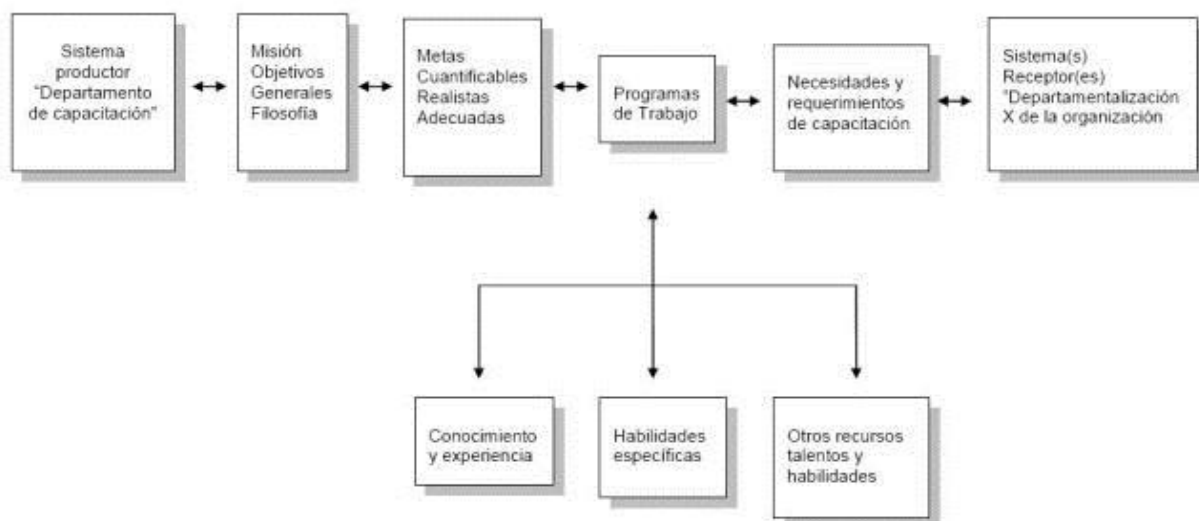 Sistema
productor
"Departamento
de capacitación"
Misión
Objetivos
Generales
Filosofía
Metas
Cuantificables
Realistas
Adecuadas
Programas
de Trabajo
Necesidades y
requerimientos
de capacitación
Sistema(s)
Receptor(es)
"Departamentalización
X de la organización
Conocimiento
y experiencia
Habilidades
específicas
Otros recursos
talentos y
habilidades